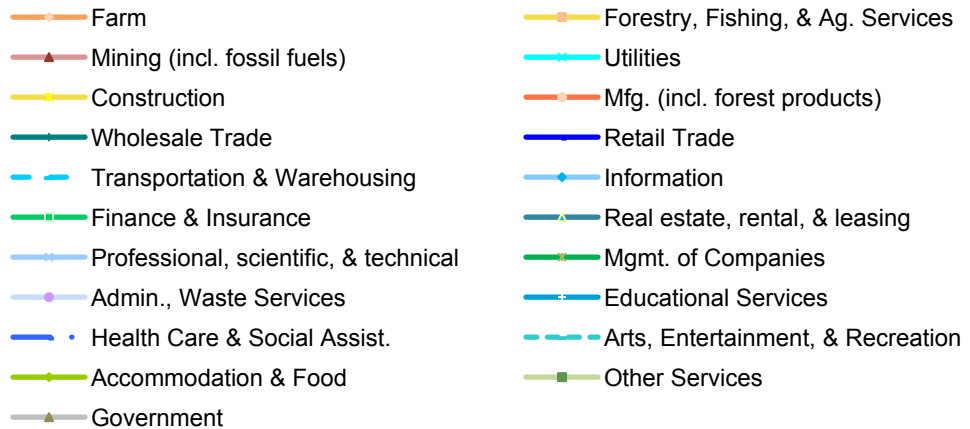 Farm Forestry, Fishing, & Ag. Services
Mining (incl. fossil fuels) Utilities
Construction Mfg. (incl. forest products)
Wholesale Trade Retail Trade
Transportation & Warehousing Information
Finance & Insurance Real estate, rental, & leasing
Professional, scientific, & technical Mgmt. of Companies
Admin., Waste Services Educational Services
Health Care & Social Assist. Arts, Entertainment, & Recreation
Accommodation & Food Other Services
Government